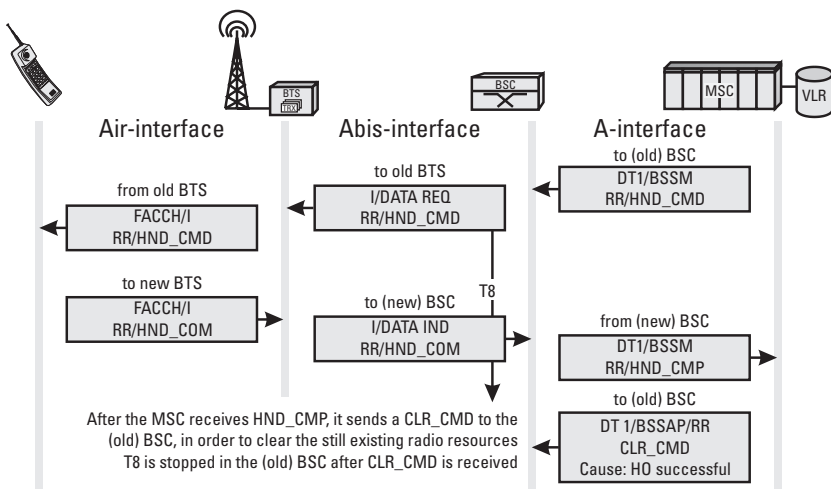 BTS
TRX
BSC
MSC
VLR
Air-interface
Abis-interface
A-interface
to (old) BSC
DT1/BSSM
RR/HND_CMD
to old BTS
I/DATA REQ
RR/HND_CMD
from old BTS
FACCH/I
RR/HND_CMD
to new BTS
FACCH/I
RR/HND_COM
T8
to (new) BSC
I/DATA IND
RR/HND_COM
from (new) BSC
DT1/BSSM
RR/HND_CMP
to (old) BSC
DT 1/BSSAP/RR
CLR_CMD
Cause: HO successful
After the MSC receives HND_CMP, it sends a CLR_CMD to the
(old) BSC, in order to clear the still existing radio resources
T8 is stopped in the (old) BSC after CLR_CMD is received